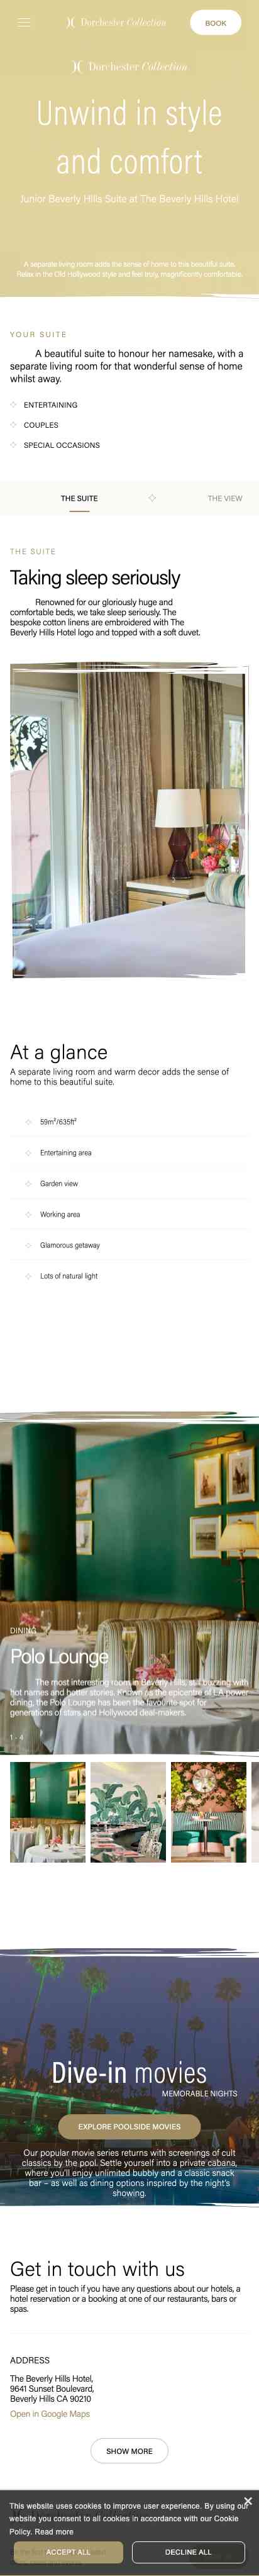 Dorchester Collection
BOOK
Dorchester Collection
Unwind in style
and comfort
Junior Beverly Hills Suite at The Beverly Hills Hotel
A separate living room adds the sense of home to this beautiful suite.
Relax in the Old Hollywood style and feel truly, magnificently comfortable.
YOUR SUITE
A beautiful suite to honour her namesake, with a
separate living room for that wonderful sense of home
whilst away.
ENTERTAINING
COUPLES
SPECIAL OCCASIONS
THE SUITE
THE VIEW
THE SUITE
Taking sleep seriously
Renowned for our gloriously huge and
comfortable beds, we take sleep seriously. The
bespoke cotton linens are embroidered with The
Beverly Hills Hotel logo and topped with a soft duvet.
At a glance
A separate living room and warm decor adds the sense of
home to this beautiful suite.
59m²/635ft²
Entertaining area
Garden view
Working area
Glamorous getaway
Lots of natural light
DINING
Polo Lounge
The most interesting room in Beverly Hills, still buzzing with
hot names and hotter stories. Known as the epicentre of LA power
dining, the Polo Lounge has been the favourite spot for
generations of stars and Hollywood deal-makers.
1 - 4
Dive-in movies
MEMORABLE NIGHTS
EXPLORE POOLSIDE MOVIES
Our popular movie series returns with screenings of cult
classics by the pool. Settle yourself into a private cabana,
where you'll enjoy unlimited bubbly and a classic snack
bar – as well as dining options inspired by the night's
showing.
Get in touch with us
Please get in touch if you have any questions about our hotels, a
hotel reservation or a booking at one of our restaurants, bars or
spas.
ADDRESS
The Beverly Hills Hotel,
9641 Sunset Boulevard,
Beverly Hills CA 90210
Open in Google Maps
SHOW MORE
This website uses cookies to improve user experience. By using our
website you consent to all cookies in accordance with our Cookie
Policy. Read more
ACCEPT ALL
DECLINE ALL